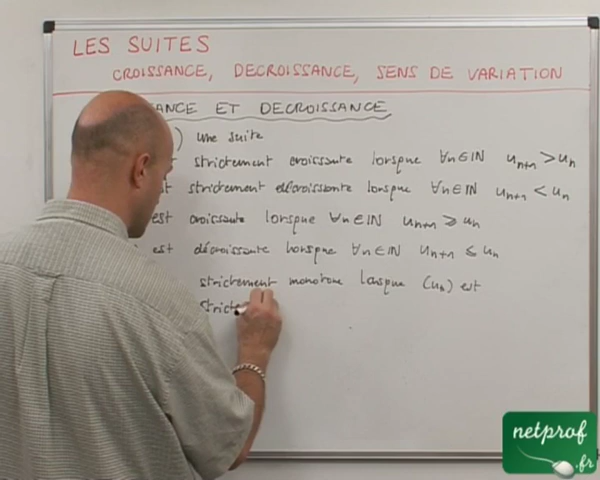 LES SUITES
CROISSANCE, DECROISSANCE, SENS DE VARIATION
ANCE ET DECROISSANCE
) une suite
strictement croissante lorsque ∀n∈ℕ uₙ₊₁ > uₙ
st strictement décroissante lorsque ∀n∈ℕ uₙ₊₁ < uₙ
est croissante lorsque ∀n∈ℕ uₙ₊₁ ⩾ uₙ
est décroissante lorsque ∀n∈ℕ uₙ₊₁ ≤ uₙ
strictement monotone lorsque (uₙ) est
stricte
netprof
.fr